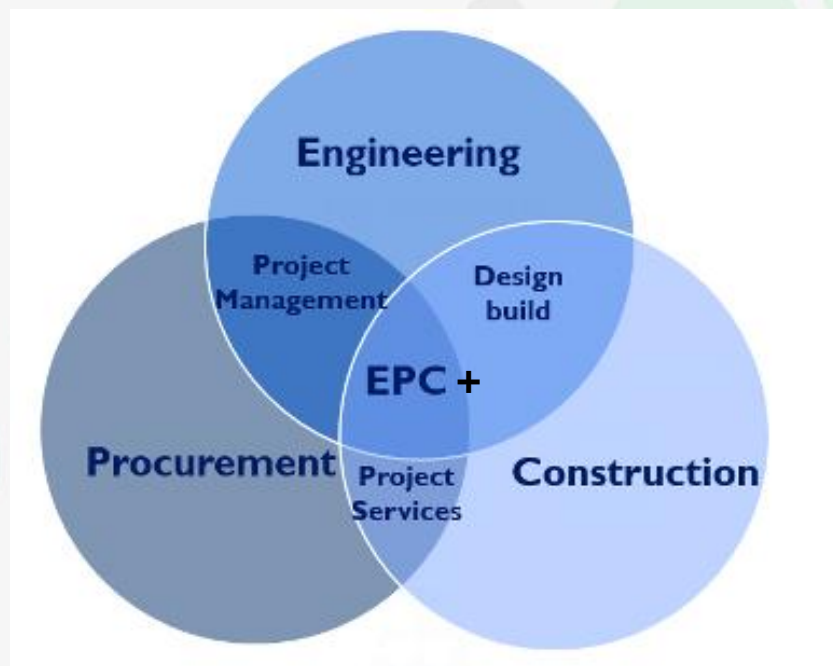 Engineering
Project
Management
Design
build
EPC +
Procurement
Project
Services
Construction